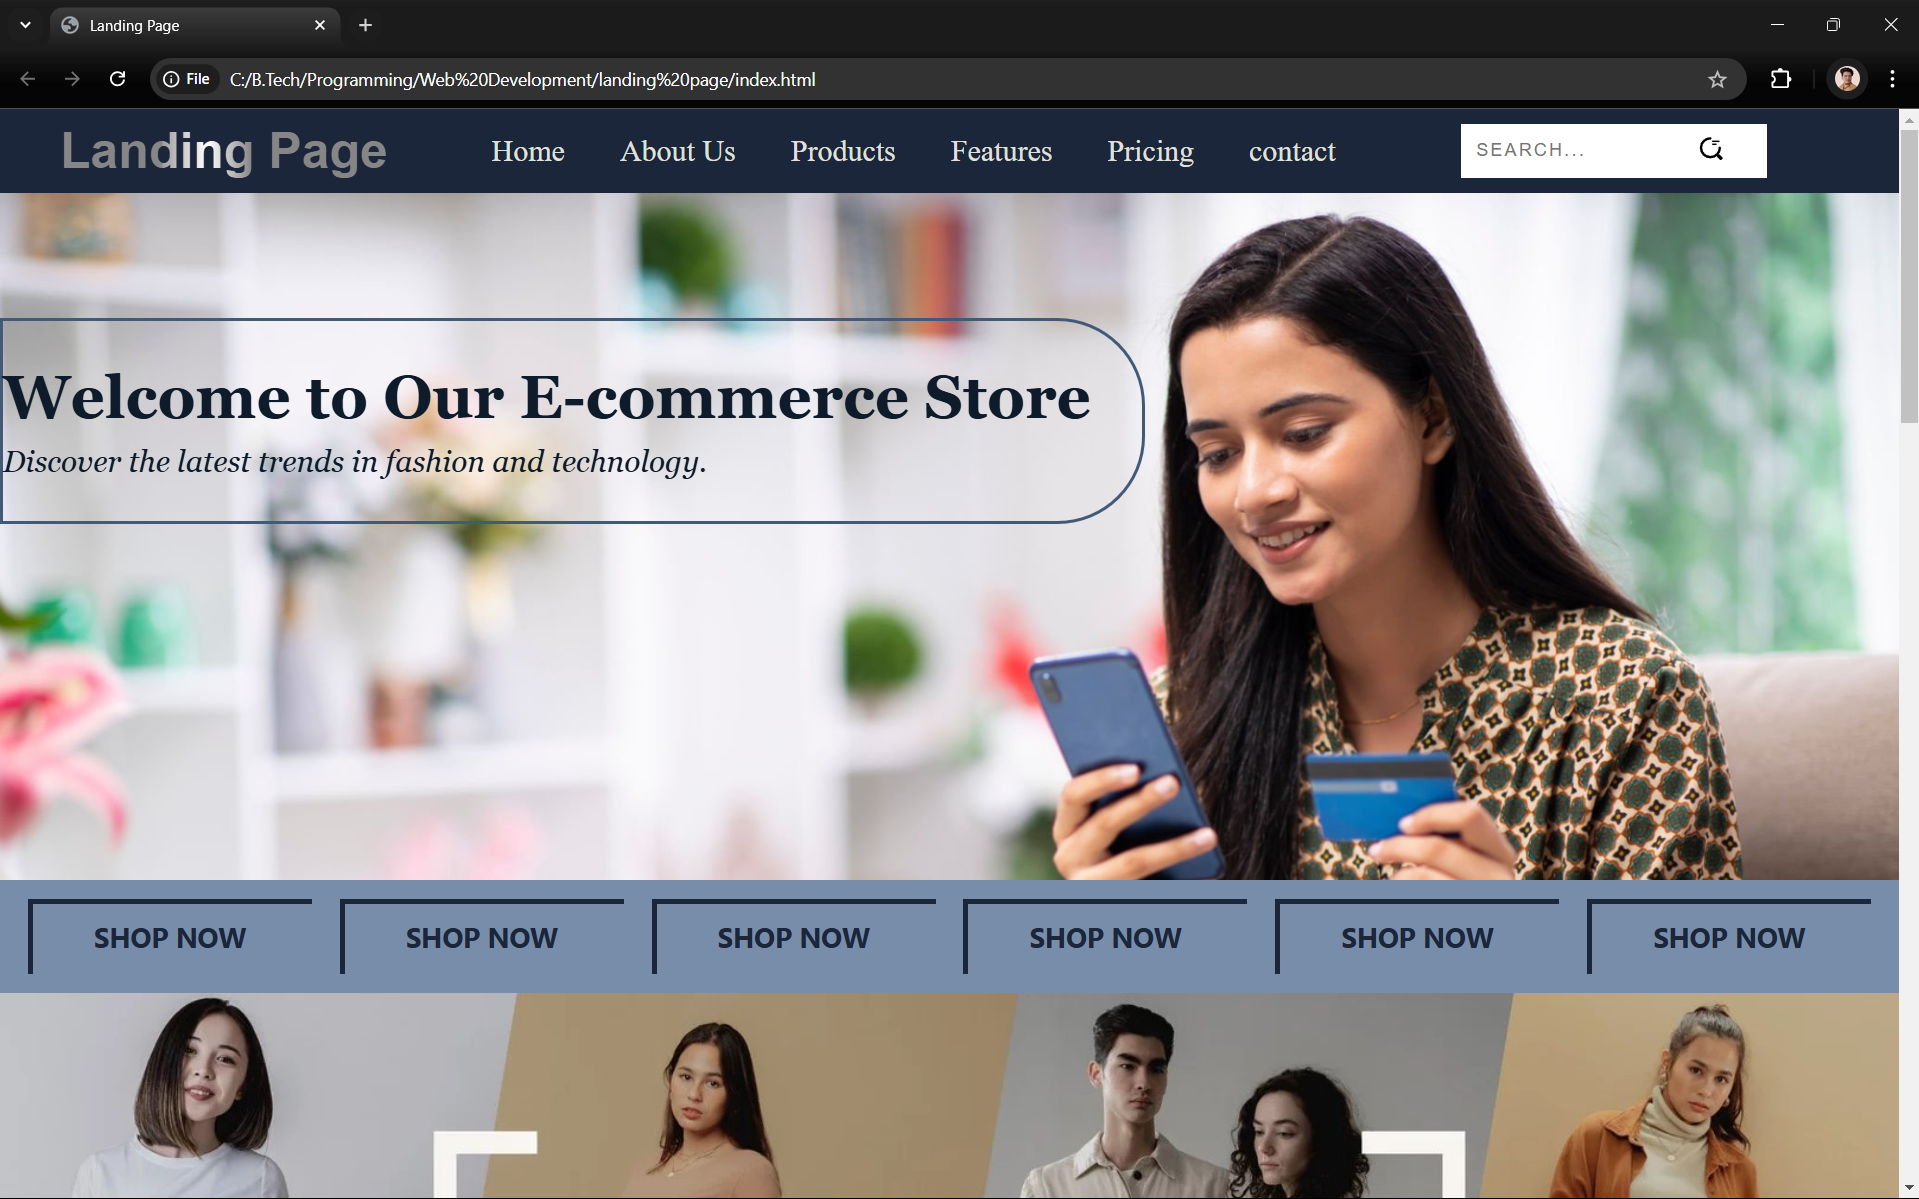 Landing Page
File C:/B.Tech/Programming/Web%20Development/landing%20page/index.html
Landing Page Home About Us Products Features Pricing contact SEARCH...
Welcome to Our E-commerce Store
Discover the latest trends in fashion and technology.
SHOP NOW SHOP NOW SHOP NOW SHOP NOW SHOP NOW SHOP NOW